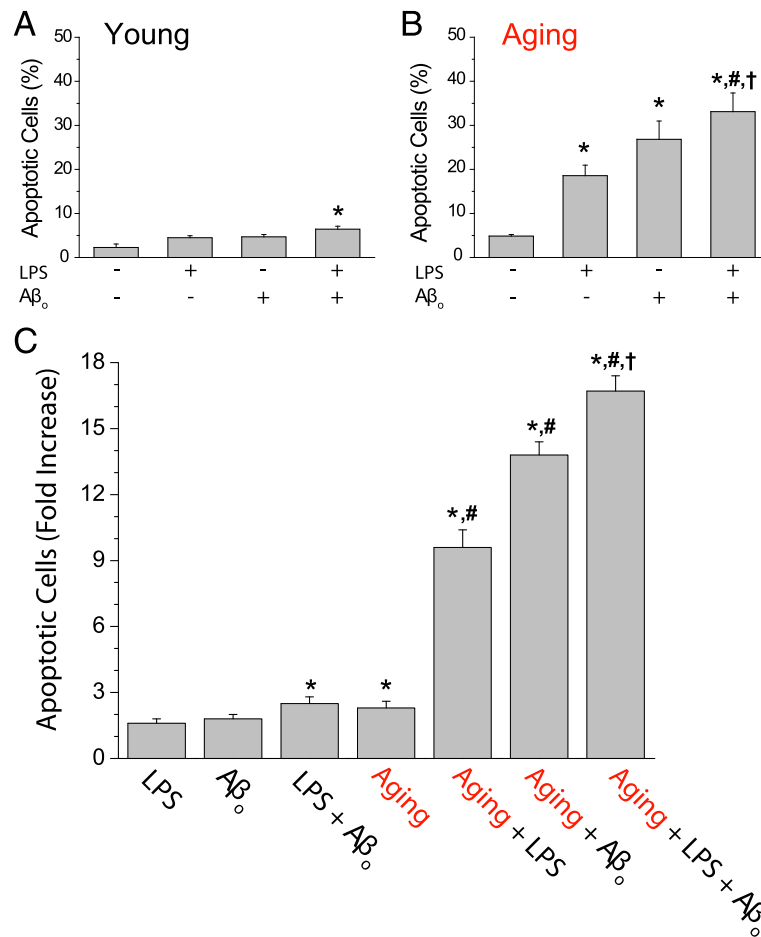 A Young
B Aging
Apoptotic Cells (%)
50
40
30
20
10
0
*
LPS - + - +
Aβo - - + +
Apoptotic Cells (%)
50
40
30
20
10
0
* * *,#,†
LPS - + - +
Aβo - - + +
C
Apoptotic Cells (Fold Increase)
18
15
12
9
6
3
0
* * *,# *,# *,#,†
LPS
Aβo
LPS + Aβo
Aging
Aging + LPS
Aging + Aβo
Aging + LPS + Aβo